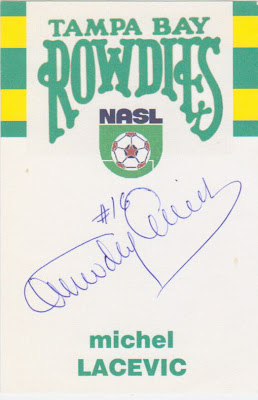 TAMPA BAY
ROWDIES
NASL
#16
michel
LACEVIC